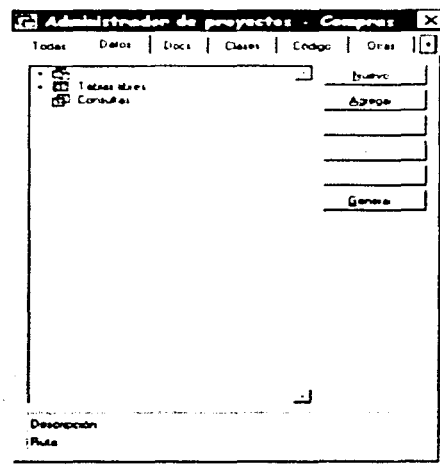 Administrador de proyectos - Compras
Todas Datos Docs Clases Código Otras
Nuevo
Tablas libres
Agregar
Consultas
Generar
Descripción
Ruta